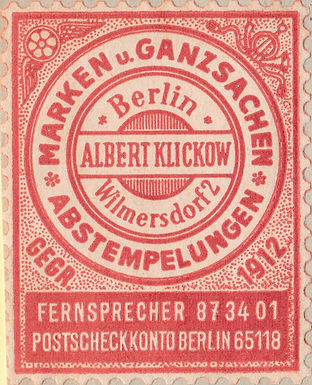 MARKEN u. GANZSACHEN
* Berlin *
ALBERT KLICKOW
Wilmersdorf 2
* ABSTEMPELUNGEN *
GEGR. 1912
FERNSPRECHER 87 34 01
POSTSCHECKKONTO BERLIN 65118